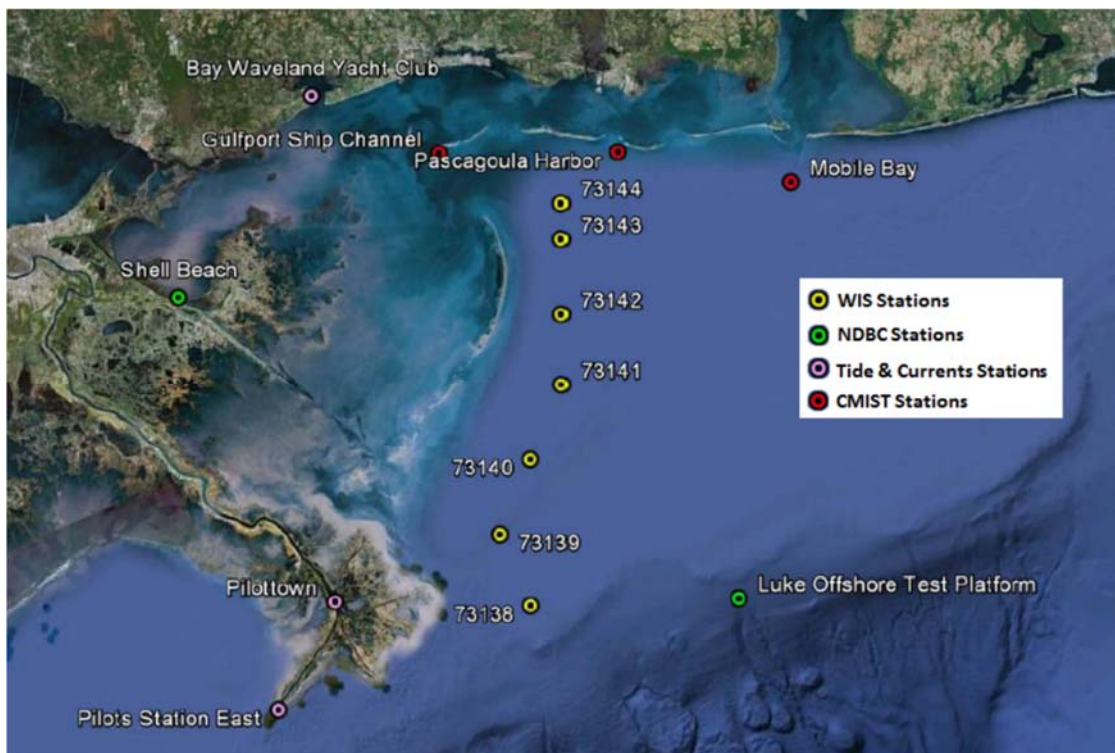 Bay Waveland Yacht Club
Gulfport Ship Channel
Pascagoula Harbor
Mobile Bay
73144
73143
Shell Beach
73142
WIS Stations
NDBC Stations
73141
Tide & Currents Stations
CMIST Stations
73140
73139
Pilottown
73138
Luke Offshore Test Platform
Pilots Station East